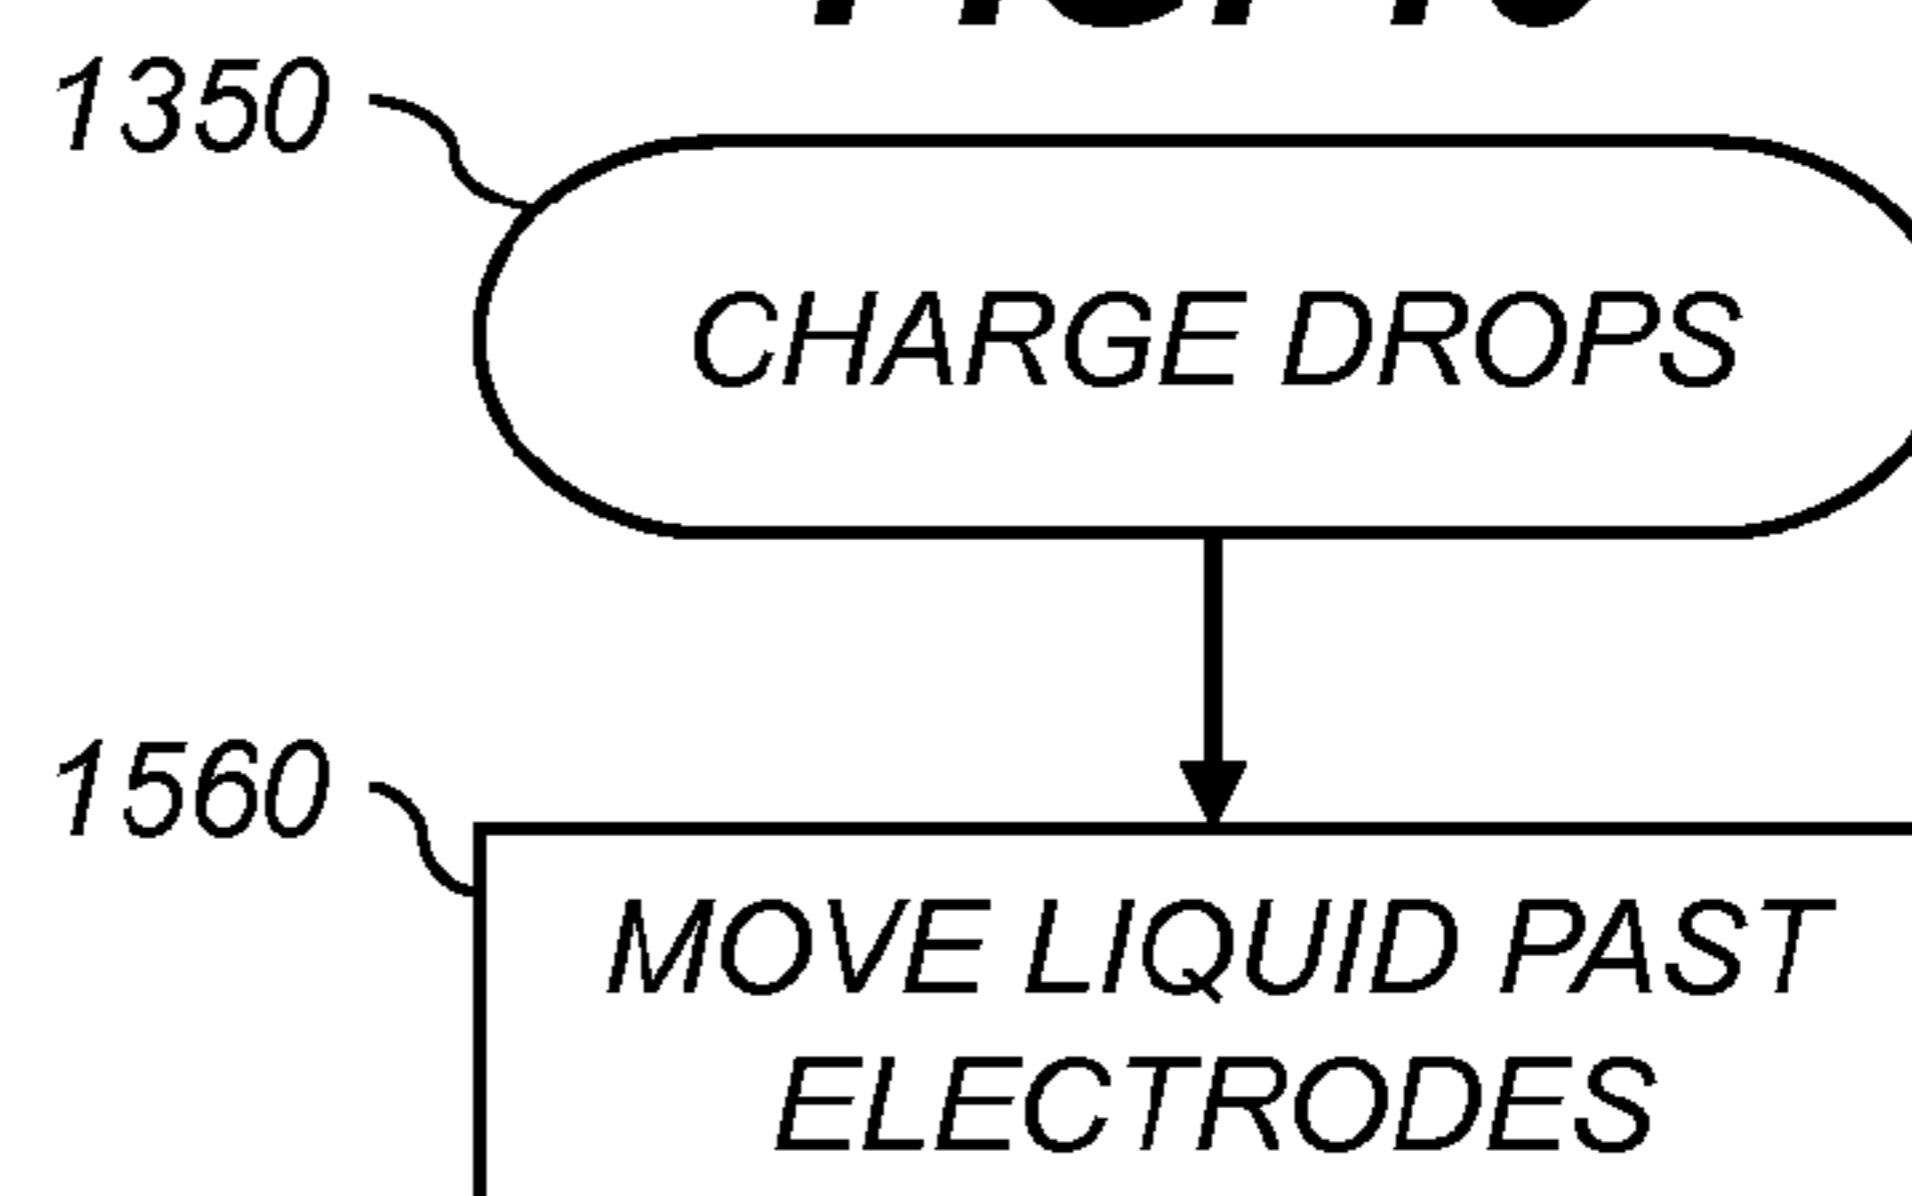 1350
CHARGE DROPS
1560
MOVE LIQUID PAST
ELECTRODES